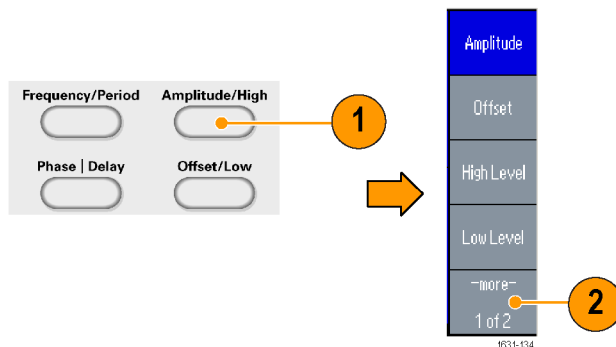 Frequency/Period
Amplitude/High
1
Phase | Delay
Offset/Low
Amplitude
Offset
High Level
Low Level
-more-
1 of 2
2
1631-134